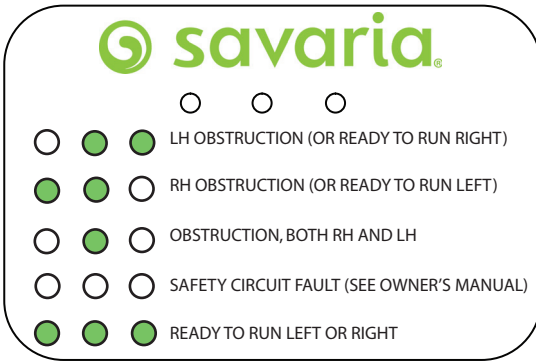 savaria®
LH OBSTRUCTION (OR READY TO RUN RIGHT)
RH OBSTRUCTION (OR READY TO RUN LEFT)
OBSTRUCTION, BOTH RH AND LH
SAFETY CIRCUIT FAULT (SEE OWNER'S MANUAL)
READY TO RUN LEFT OR RIGHT